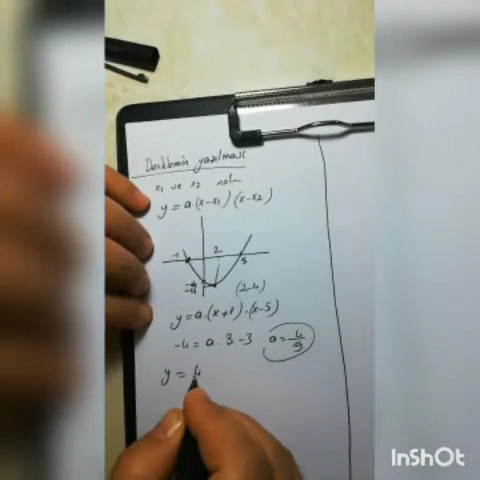 Denklemin yazılması
x₁ ve x₂
y = a.(x-x₁)(x-x₂)
-1 2 5
-4
(2,-4)
y = a.(x+1).(x-5)
-4 = a.3-3 a = 4/9
y = 4
InShOt